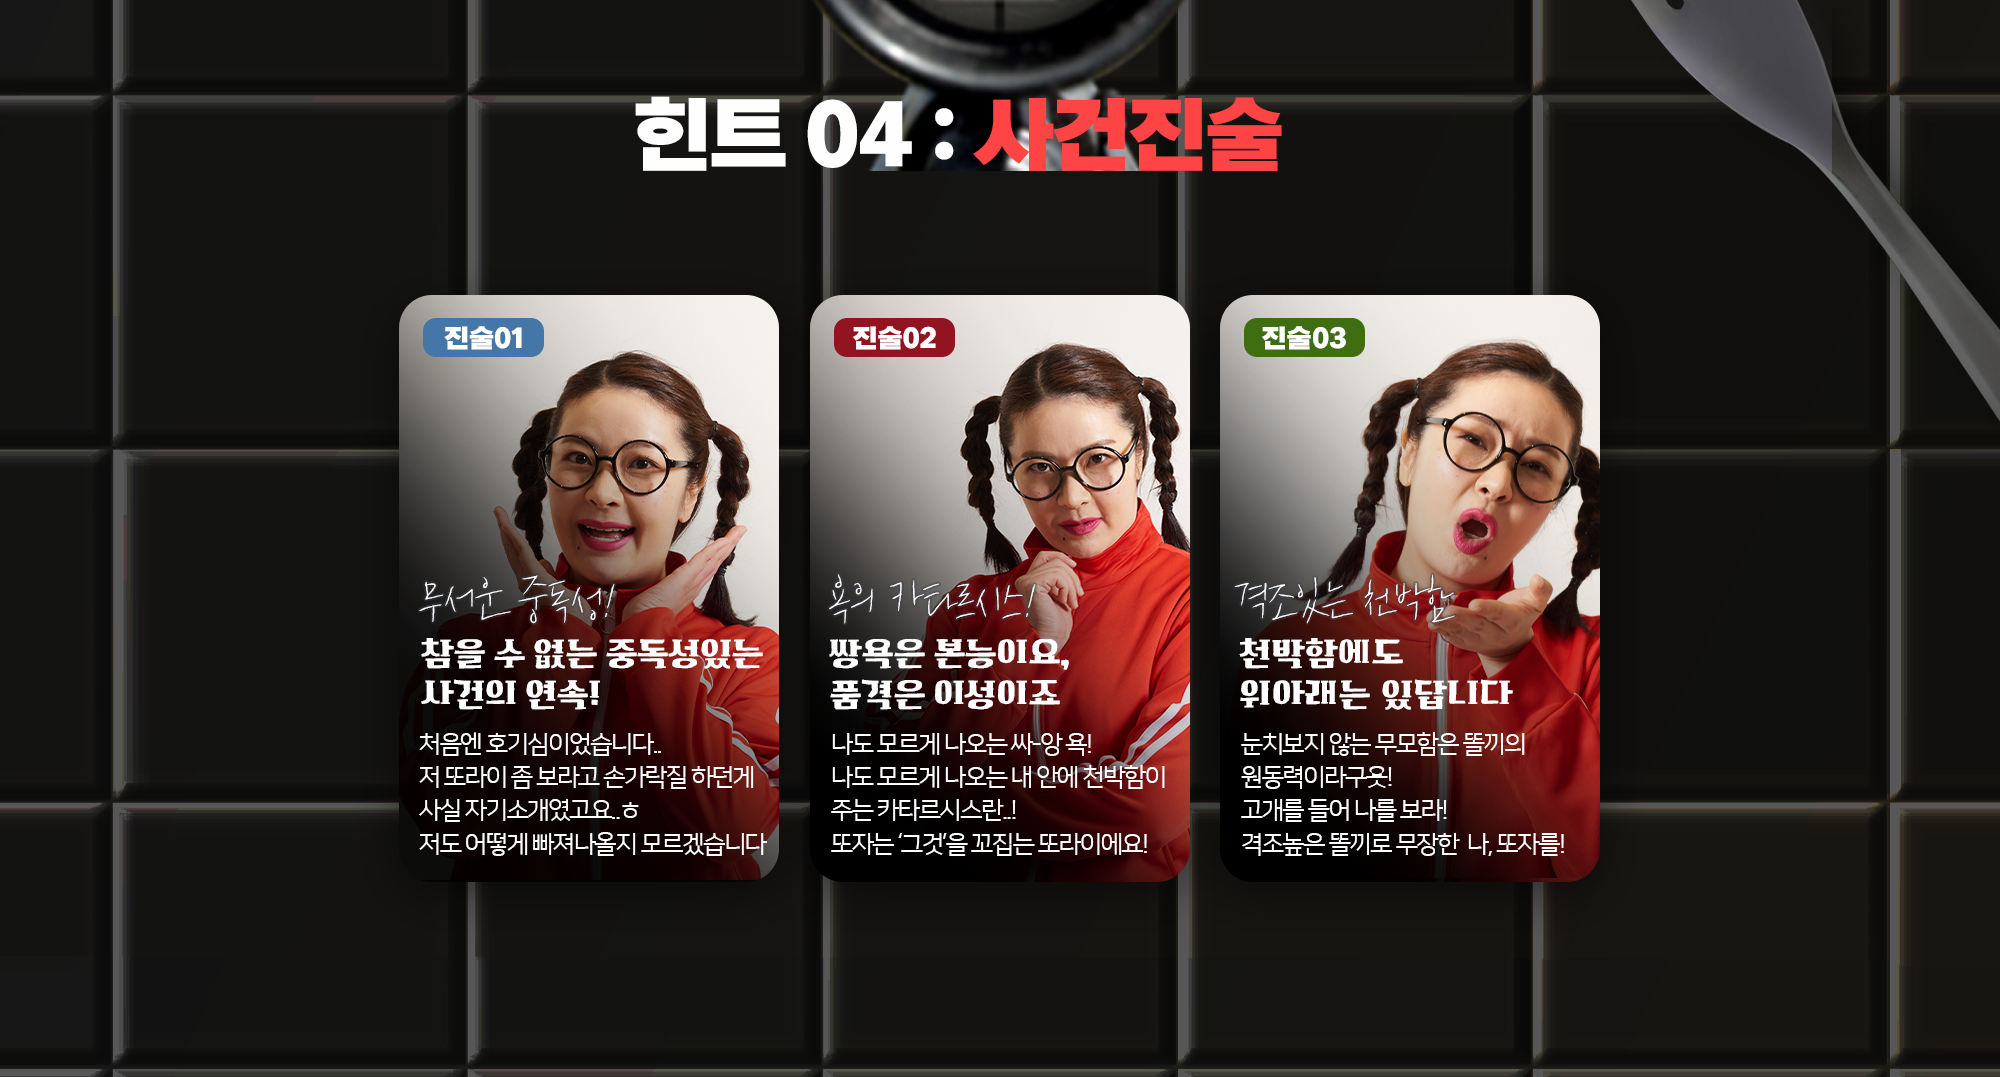 힌트 04 : 사건진술
진술01
무서운 중독성!
참을 수 없는 중독성있는
사건의 연속!
처음엔 호기심이었습니다..
저 또라이 좀 보라고 손가락질 하던게
사실 자기소개였고요..ㅎ
저도 어떻게 빠져나올지 모르겠습니다
진술02
욕의 카타르시스!
쌍욕은 본능이요,
품격은 이성이죠
나도 모르게 나오는 싸-앙 욕!
나도 모르게 나오는 내 안에 천박함이
주는 카타르시스란..!
또자는 ‘그것’을 꼬집는 또라이에요!
진술03
격조있는 천박함
천박함에도
위아래는 있답니다
눈치보지 않는 무모함은 똘끼의
원동력이라구욧!
고개를 들어 나를 보라!
격조높은 똘끼로 무장한 나, 또자를!